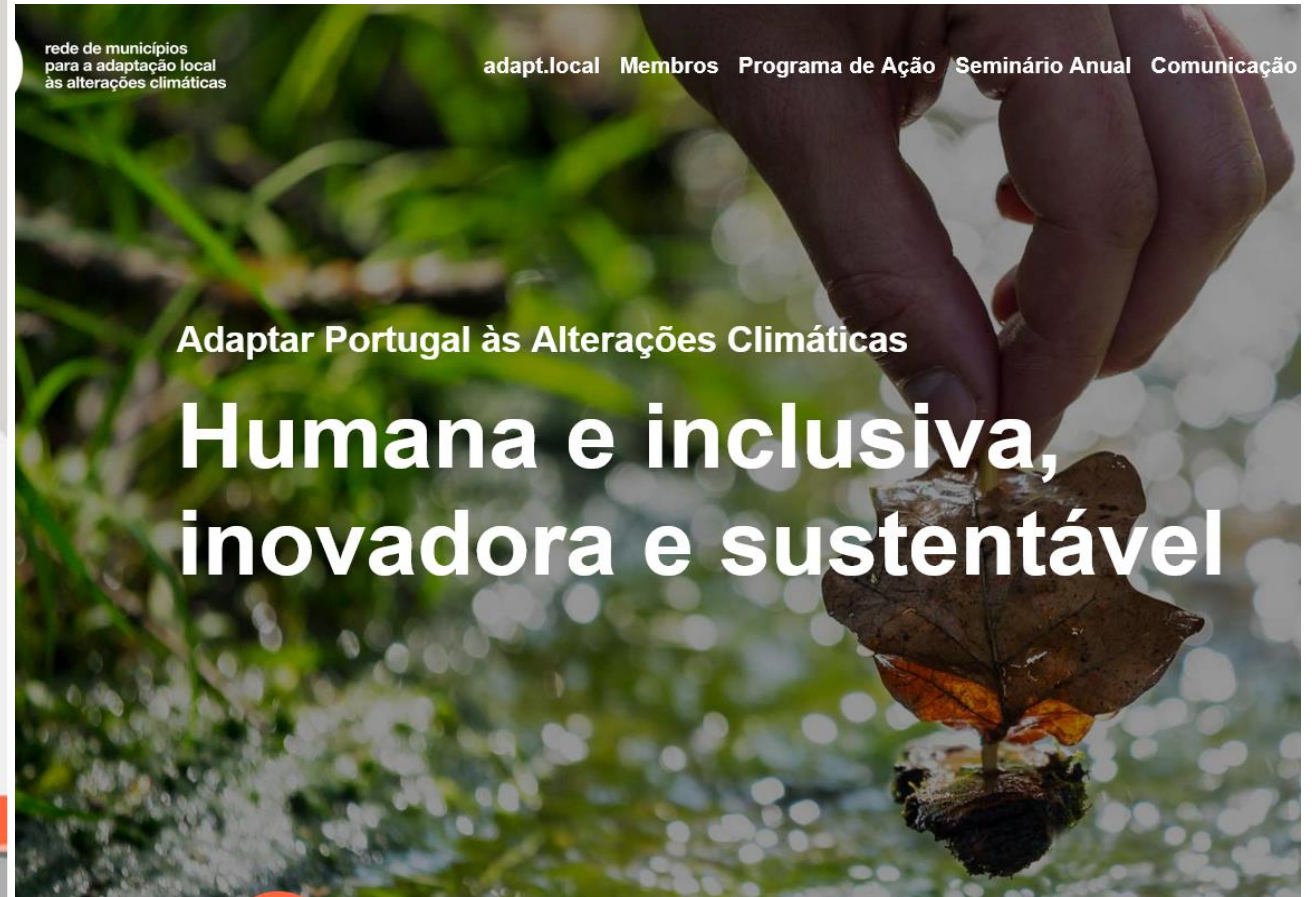 rede de municípios
para a adaptação local
às alterações climáticas
adapt.local Membros Programa de Ação Seminário Anual Comunicação
Adaptar Portugal às Alterações Climáticas
Humana e inclusiva,
inovadora e sustentável